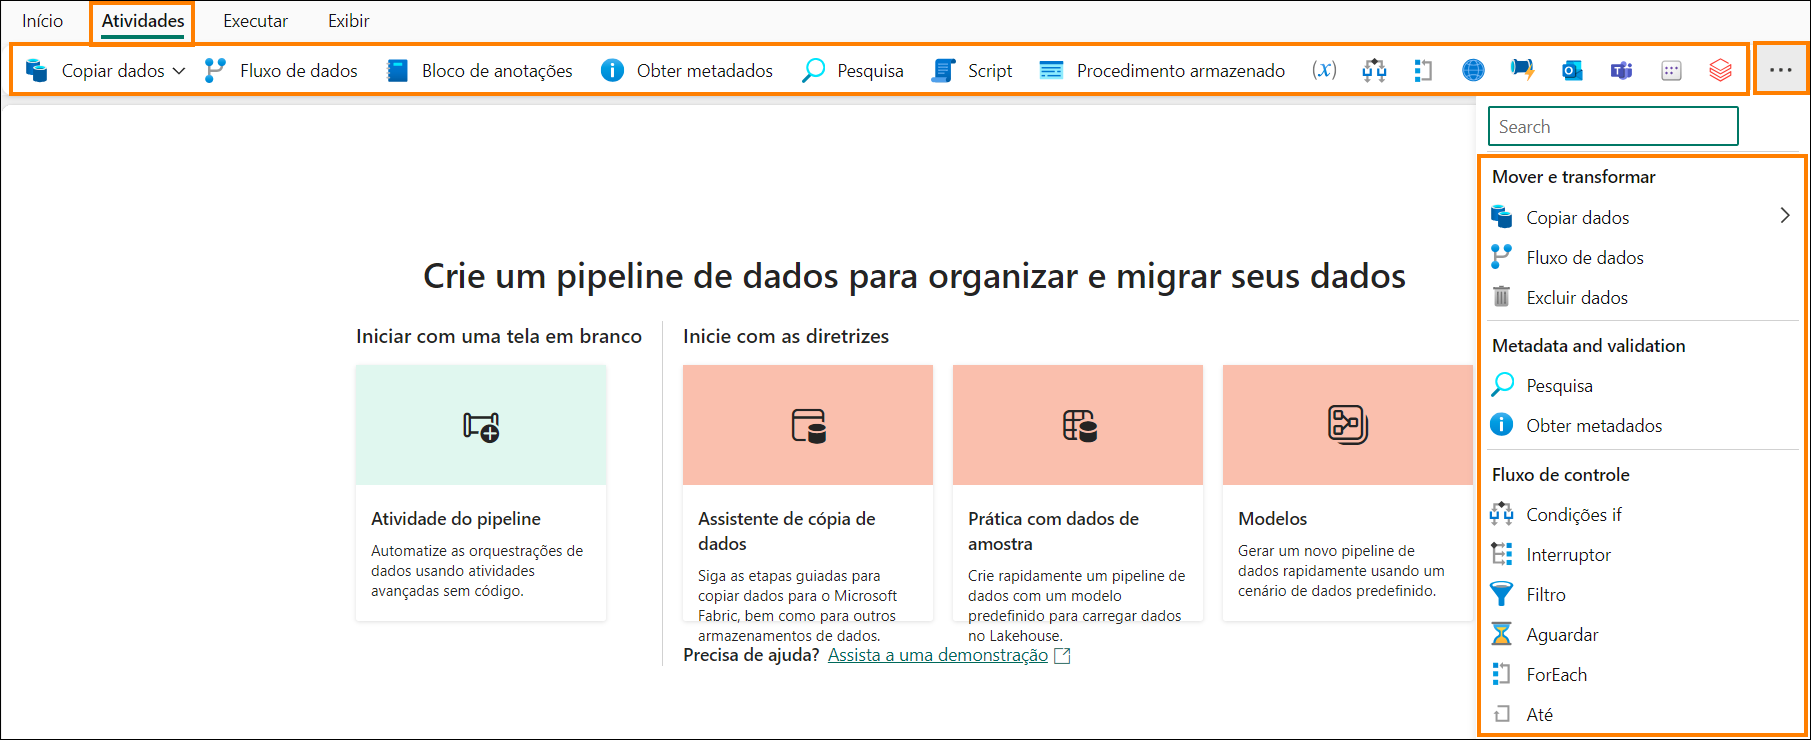 Início Atividades Executar Exibir
Copiar dados Fluxo de dados Bloco de anotações Obter metadados Pesquisa Script Procedimento armazenado (x) ...
Search
Mover e transformar
Copiar dados
Fluxo de dados
Excluir dados
Metadata and validation
Pesquisa
Obter metadados
Fluxo de controle
Condições if
Interruptor
Filtro
Aguardar
ForEach
Até
Crie um pipeline de dados para organizar e migrar seus dados
Iniciar com uma tela em branco
Atividade do pipeline
Automatize as orquestrações de
dados usando atividades
avançadas sem código.
Inicie com as diretrizes
Assistente de cópia de
dados
Siga as etapas guiadas para
copiar dados para o Microsoft
Fabric, bem como para outros
armazenamentos de dados.
Prática com dados de
amostra
Crie rapidamente um pipeline de
dados com um modelo
predefinido para carregar dados
no Lakehouse.
Modelos
Gerar um novo pipeline de
dados rapidamente usando um
cenário de dados predefinido.
Precisa de ajuda? Assista a uma demonstração